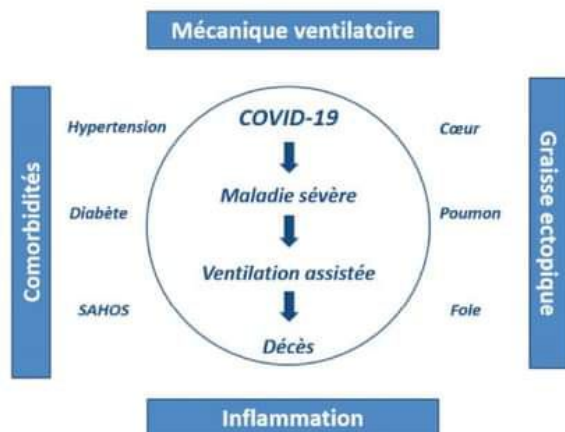 Mécanique ventilatoire
Comorbidités
Hypertension
Diabète
SAHOS
COVID-19
Maladie sévère
Ventilation assistée
Décès
Cœur
Poumon
Foie
Graisse ectopique
Inflammation